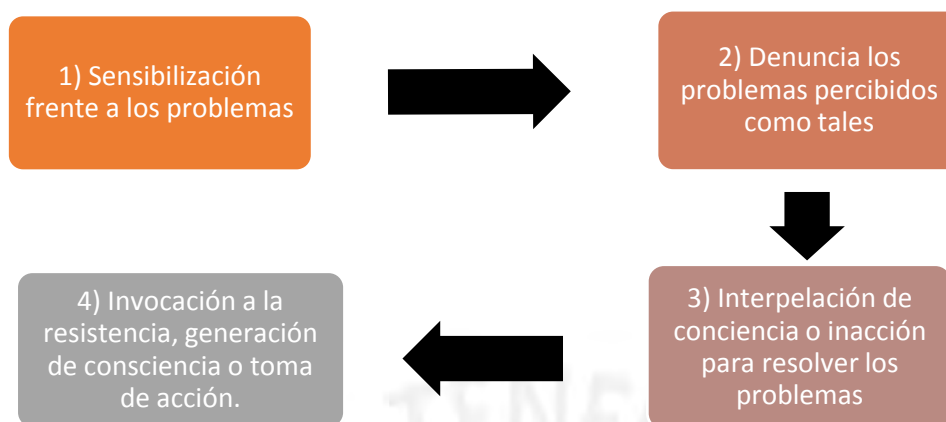 1) Sensibilización
frente a los problemas
2) Denuncia los
problemas percibidos
como tales
3) Interpelación de
conciencia o inacción
para resolver los
problemas
4) Invocación a la
resistencia, generación
de consciencia o toma
de acción.